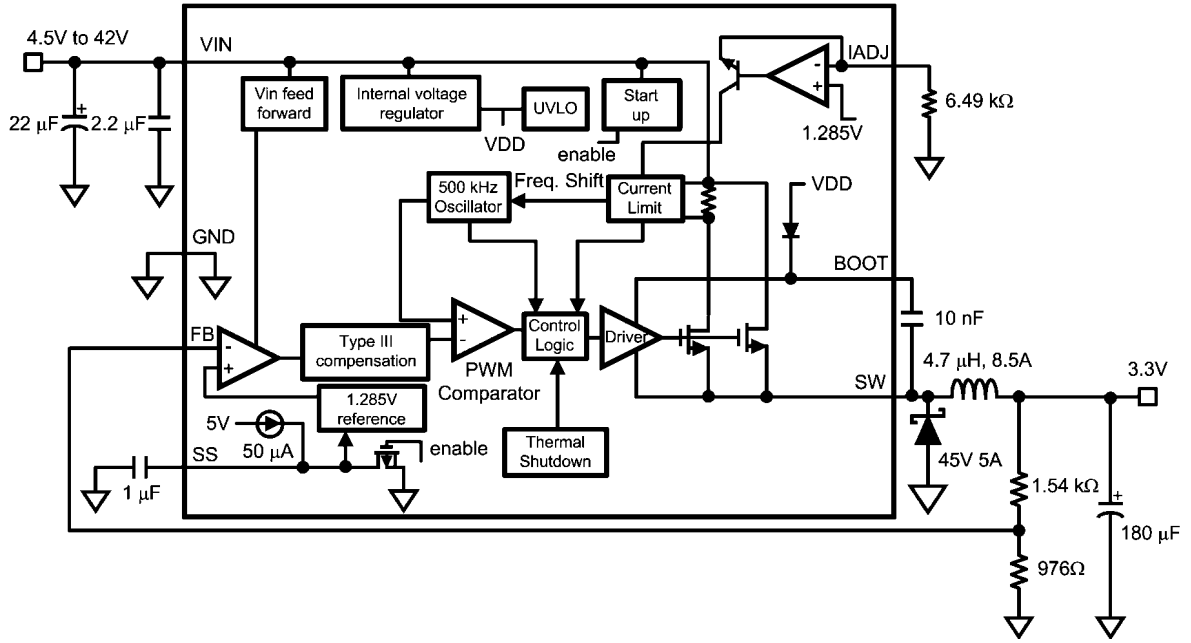 4.5V to 42V
VIN
IADJ
22 μF
+
2.2 μF
Vin feed
forward
Internal voltage
regulator
UVLO
VDD
Start
up
enable
-
+
1.285V
6.49 kΩ
500 kHz
Oscillator
Freq. Shift
Current
Limit
VDD
GND
BOOT
FB
-
+
Type III
compensation
+
-
PWM
Comparator
Control
Logic
Driver
10 nF
4.7 μH, 8.5A
3.3V
SW
1.285V
reference
5V
50 μA
SS
enable
Thermal
Shutdown
1 μF
45V 5A
1.54 kΩ
+
180 μF
976Ω